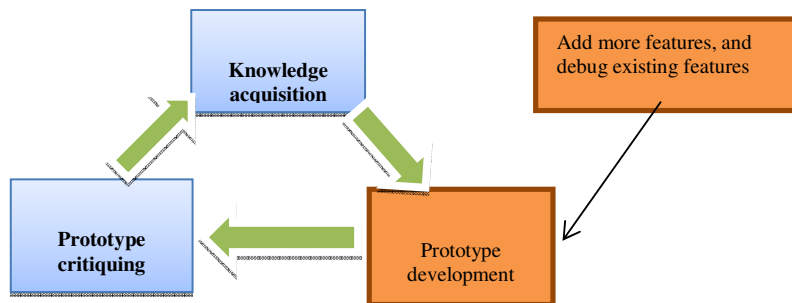 Knowledge
acquisition
Add more features, and
debug existing features
Prototype
critiquing
Prototype
development